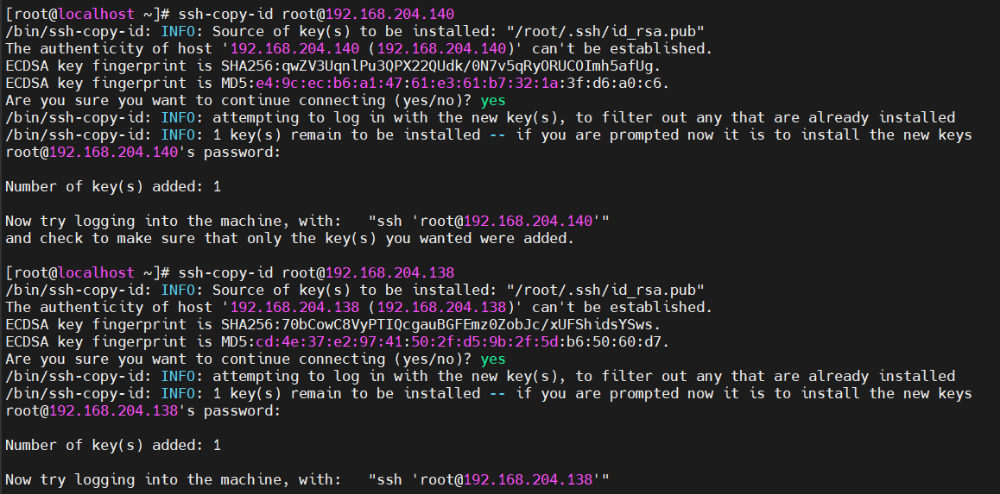 [root@localhost ~]# ssh-copy-id root@192.168.204.140
/bin/ssh-copy-id: INFO: Source of key(s) to be installed: "/root/.ssh/id_rsa.pub"
The authenticity of host '192.168.204.140 (192.168.204.140)' can't be established.
ECDSA key fingerprint is SHA256:qwZV3UqnlPu3QPX22QUdk/0N7v5qRyORUCOImh5afUg.
ECDSA key fingerprint is MD5:e4:9c:ec:b6:a1:47:61:e3:61:b7:32:1a:3f:d6:a0:c6.
Are you sure you want to continue connecting (yes/no)? yes
/bin/ssh-copy-id: INFO: attempting to log in with the new key(s), to filter out any that are already installed
/bin/ssh-copy-id: INFO: 1 key(s) remain to be installed -- if you are prompted now it is to install the new keys
root@192.168.204.140's password:
Number of key(s) added: 1
Now try logging into the machine, with:   "ssh 'root@192.168.204.140'"
and check to make sure that only the key(s) you wanted were added.
[root@localhost ~]# ssh-copy-id root@192.168.204.138
/bin/ssh-copy-id: INFO: Source of key(s) to be installed: "/root/.ssh/id_rsa.pub"
The authenticity of host '192.168.204.138 (192.168.204.138)' can't be established.
ECDSA key fingerprint is SHA256:70bCowC8VyPTIQcgauBGFEmz0ZobJc/xUFShidsYSws.
ECDSA key fingerprint is MD5:cd:4e:37:e2:97:41:50:2f:d5:9b:2f:5d:b6:50:60:d7.
Are you sure you want to continue connecting (yes/no)? yes
/bin/ssh-copy-id: INFO: attempting to log in with the new key(s), to filter out any that are already installed
/bin/ssh-copy-id: INFO: 1 key(s) remain to be installed -- if you are prompted now it is to install the new keys
root@192.168.204.138's password:
Number of key(s) added: 1
Now try logging into the machine, with:   "ssh 'root@192.168.204.138'"